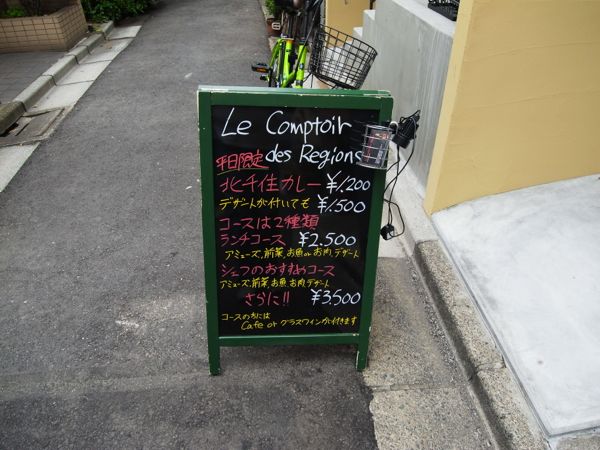 Le Comptoir
des Regions
平日限定
北千住カレー ¥1.200
デザートが付いても ¥1.500
コースは2種類
ランチコース ¥2.500
アミューズ、前菜、お魚orお肉、デザート
シェフのおすすめコース
アミューズ、前菜、お魚、お肉、デザート
さらに!! ¥3.500
コースの方には
Cafe or グラスワインが付きます